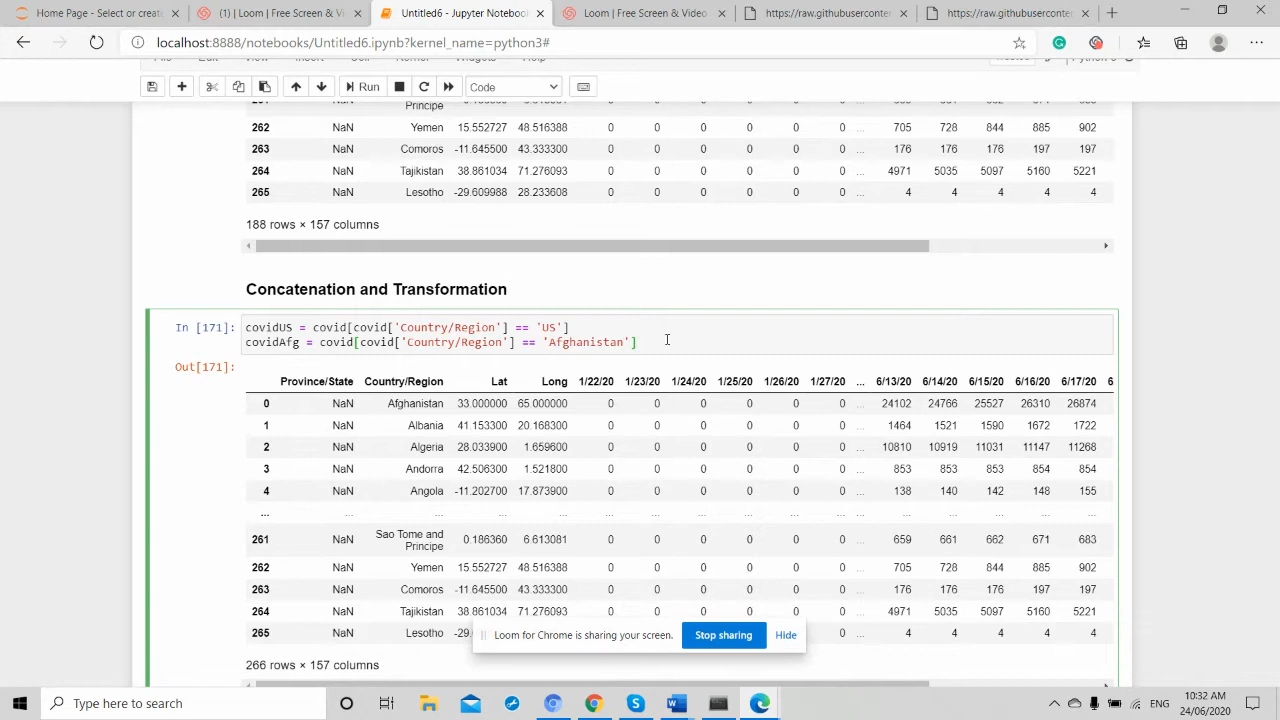 Home Page - Select or create a n
(1) Loom | Free Screen & Video
Untitled6 - Jupyter Notebook
Loom | Free Screen & Video
https://raw.githubusercontent
https://raw.githubusercontent
localhost:8888/notebooks/Untitled6.ipynb?kernel_name=python3#
Run
Code
Principe
262 NaN Yemen 15.552727 48.516388 0 0 0 0 0 0 ... 705 728 844 885 902
263 NaN Comoros -11.645500 43.333300 0 0 0 0 0 0 ... 176 176 176 197 197
264 NaN Tajikistan 38.861034 71.276093 0 0 0 0 0 0 ... 4971 5035 5097 5160 5221
265 NaN Lesotho -29.609988 28.233608 0 0 0 0 0 0 ... 4 4 4 4 4
188 rows × 157 columns
Concatenation and Transformation
In [171]: covidUS = covid[covid['Country/Region'] == 'US']
covidAfg = covid[covid['Country/Region'] == 'Afghanistan']
Out[171]:
Province/State Country/Region Lat Long 1/22/20 1/23/20 1/24/20 1/25/20 1/26/20 1/27/20 ... 6/13/20 6/14/20 6/15/20 6/16/20 6/17/20 6
0 NaN Afghanistan 33.000000 65.000000 0 0 0 0 0 0 ... 24102 24766 25527 26310 26874
1 NaN Albania 41.153300 20.168300 0 0 0 0 0 0 ... 1464 1521 1590 1672 1722
2 NaN Algeria 28.033900 1.659600 0 0 0 0 0 0 ... 10810 10919 11031 11147 11268
3 NaN Andorra 42.506300 1.521800 0 0 0 0 0 0 ... 853 853 853 854 854
4 NaN Angola -11.202700 17.873900 0 0 0 0 0 0 ... 138 140 142 148 155
... ... ... ... ... ... ... ... ... ... ... ... ... ... ... ... ...
261 NaN Sao Tome and Principe 0.186360 6.613081 0 0 0 0 0 0 ... 659 661 662 671 683
262 NaN Yemen 15.552727 48.516388 0 0 0 0 0 0 ... 705 728 844 885 902
263 NaN Comoros -11.645500 43.333300 0 0 0 0 0 0 ... 176 176 176 197 197
264 NaN Tajikistan 38.861034 71.276093 0 0 0 0 0 0 ... 4971 5035 5097 5160 5221
265 NaN Lesotho -29. 0 ... 4 4 4 4 4
Loom for Chrome is sharing your screen. Stop sharing Hide
266 rows × 157 columns
Type here to search
ENG
10:32 AM
24/06/2020